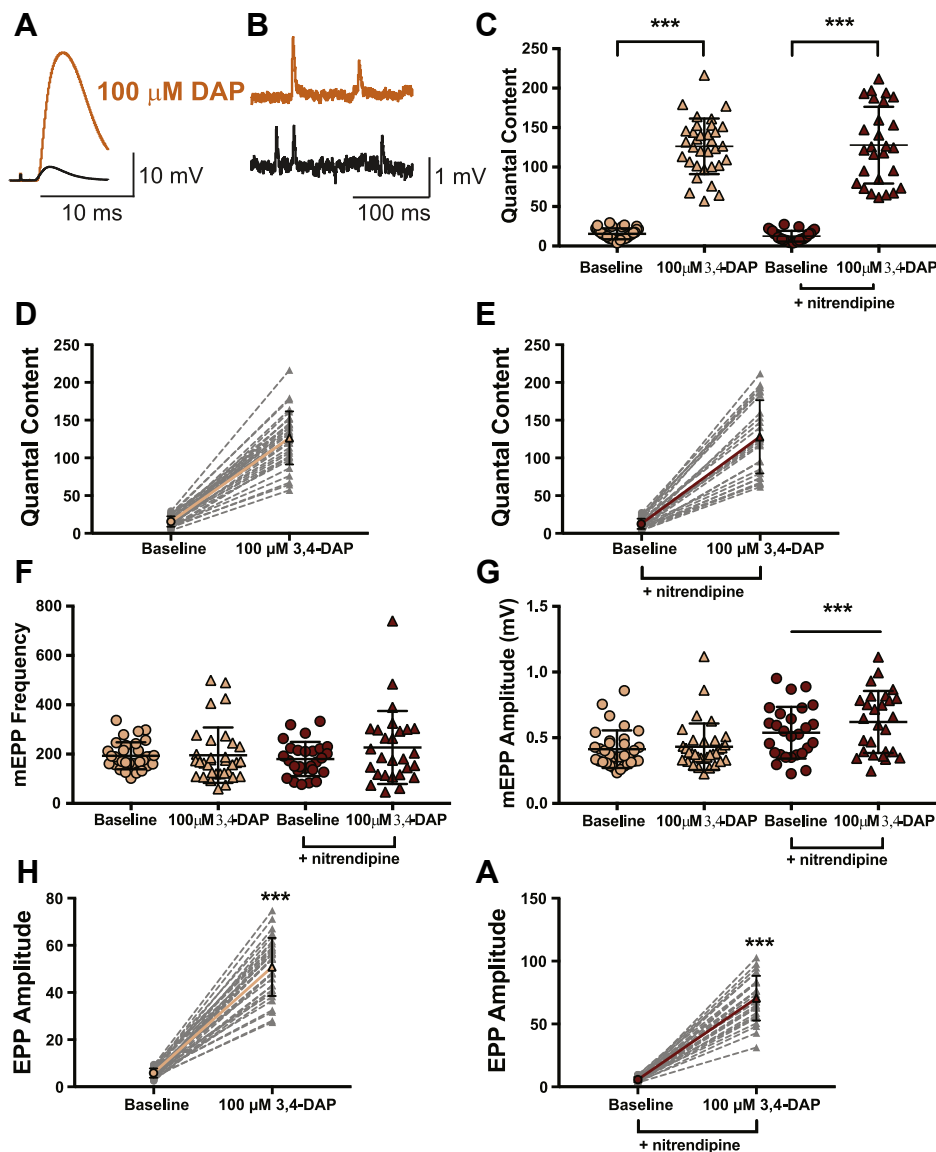 A
100 µM DAP
10 mV
10 ms
B
1 mV
100 ms
C
***
***
Quantal Content
250
200
150
100
50
0
Baseline
100µM 3,4-DAP
Baseline
100µM 3,4-DAP
+ nitrendipine
D
Quantal Content
250
200
150
100
50
0
Baseline
100 µM 3,4-DAP
E
Quantal Content
250
200
150
100
50
0
Baseline
100 µM 3,4-DAP
+ nitrendipine
F
mEPP Frequency
800
600
400
200
0
Baseline
100µM 3,4-DAP
Baseline
100µM 3,4-DAP
+ nitrendipine
G
***
mEPP Amplitude (mV)
1.5
1.0
0.5
0.0
Baseline
100µM 3,4-DAP
Baseline
100µM 3,4-DAP
+ nitrendipine
H
***
EPP Amplitude
80
60
40
20
0
Baseline
100 µM 3,4-DAP
A
***
EPP Amplitude
150
100
50
0
Baseline
100 µM 3,4-DAP
+ nitrendipine